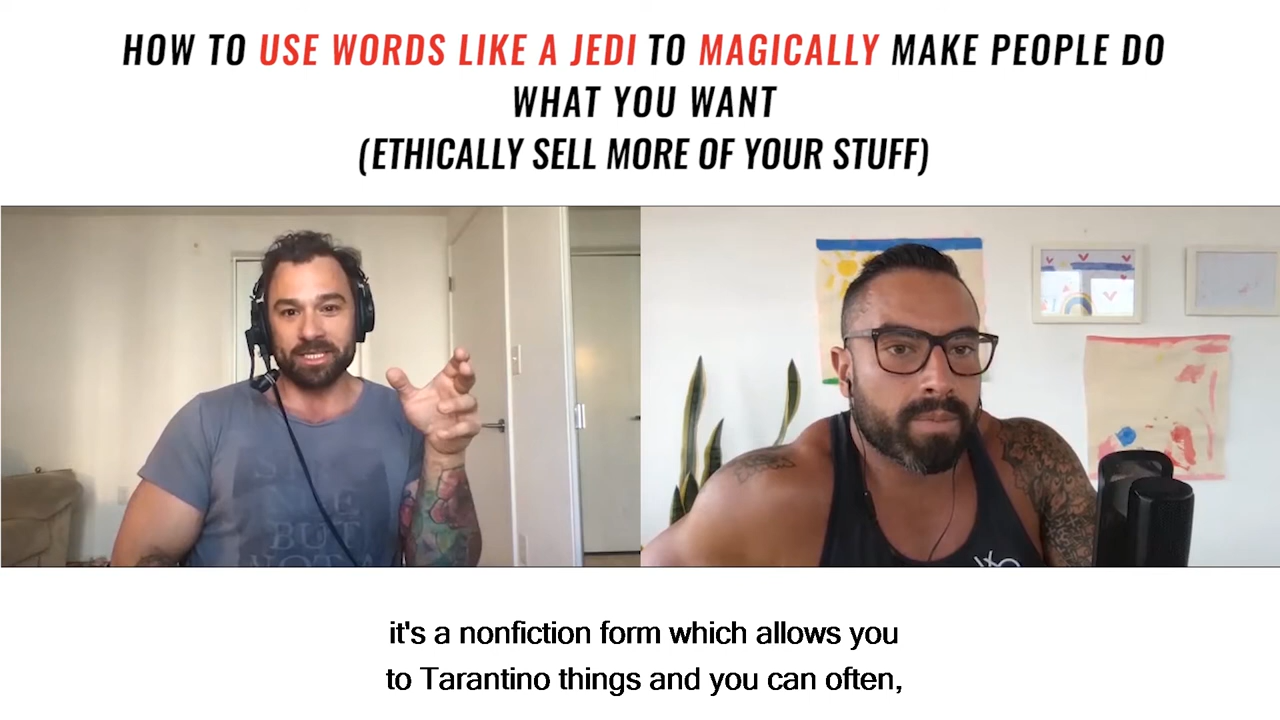 HOW TO USE WORDS LIKE A JEDI TO MAGICALLY MAKE PEOPLE DO
WHAT YOU WANT
(ETHICALLY SELL MORE OF YOUR STUFF)
BUT
it's a nonfiction form which allows you
to Tarantino things and you can often,